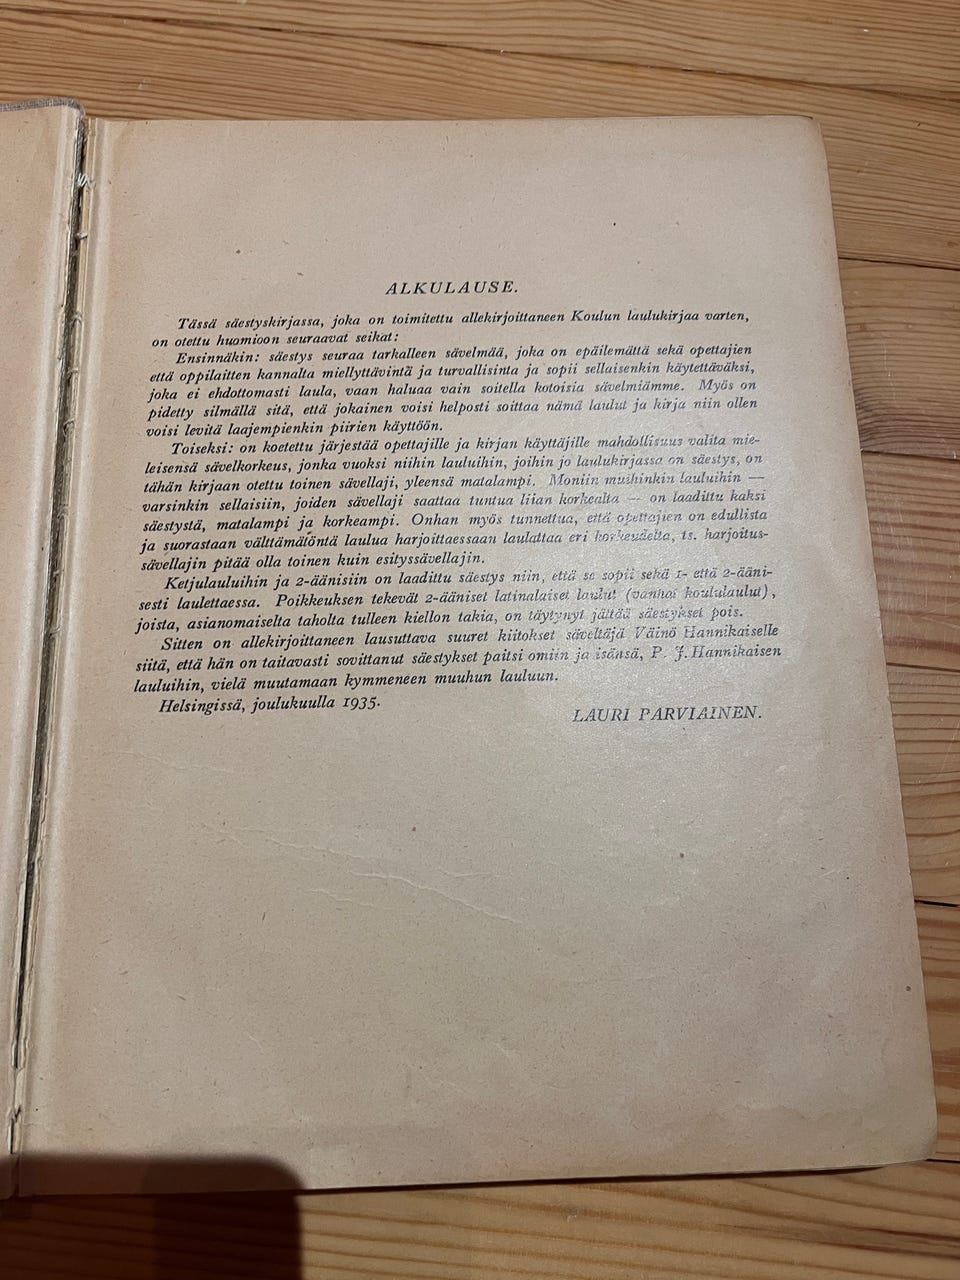 ALKULAUSE.
Tässä säestyskirjassa, joka on toimitettu allekirjoittaneen Koulun laulukirjaa varten,
on otettu huomioon seuraavat seikat:
Ensinnäkin: säestys seuraa tarkalleen sävelmää, joka on epäilemättä sekä opettajien
että oppilaitten kannalta miellyttävintä ja turvallisinta ja sopii sellaisenkin käytettäväksi,
joka ei ehdottomasti laula, vaan haluaa vain soitella kotoisia sävelmiämme. Myös on
pidetty silmällä sitä, että jokainen voisi helposti soittaa nämä laulut ja kirja niin ollen
voisi levitä laajempienkin piirien käyttöön.
Toiseksi: on koetettu järjestää opettajille ja kirjan käyttäjille mahdollisuus valita mie-
leisensä sävelkorkeus, jonka vuoksi niihin lauluihin, joihin jo laulukirjassa on säestys, on
tähän kirjaan otettu toinen sävellaji, yleensä matalampi. Moniin muihinkin lauluihin —
varsinkin sellaisiin, joiden sävellaji saattaa tuntua liian korkealta — on laadittu kaksi
säestystä, matalampi ja korkeampi. Onhan myös tunnettua, että opettajien on edullista
ja suorastaan välttämätöntä laulua harjoittaessaan laulattaa eri korkeudelta, ts. harjoitus-
sävellajin pitää olla toinen kuin esityssävellajin.
Ketjulauluihin ja 2-äänisiin on laadittu säestys niin, että se sopii sekä 1- että 2-ääni-
sesti laulettaessa. Poikkeuksen tekevät 2-ääniset latinalaiset laulut (vanhat koululaulut),
joista, asianomaiselta taholta tulleen kiellon takia, on täytynyt jättää säestykset pois.
Sitten on allekirjoittaneen lausuttava suuret kiitokset säveltäjä Väinö Hannikaiselle
siitä, että hän on taitavasti sovittanut säestykset paitsi omiin ja isänsä, P. J. Hannikaisen
lauluihin, vielä muutamaan kymmeneen muuhun lauluun.
Helsingissä, joulukuulla 1935.
LAURI PARVIAINEN.